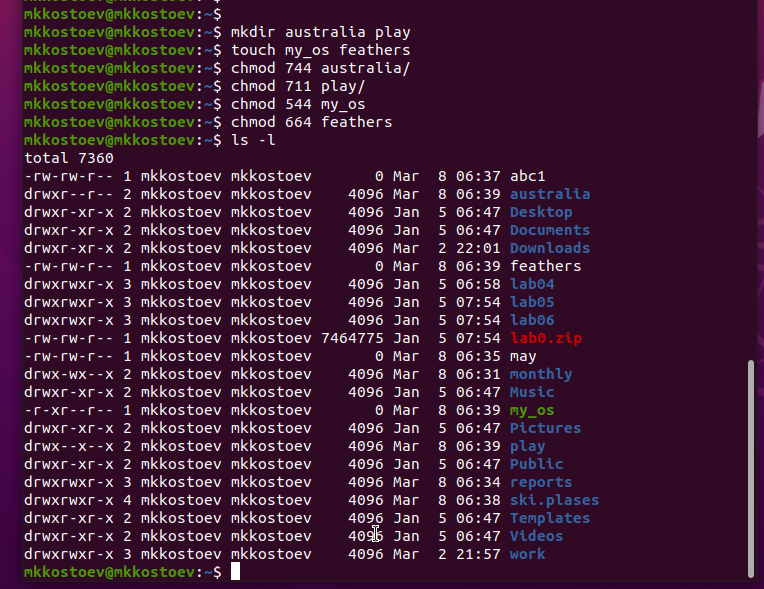 mkkostoev@mkkostoev:~$
mkkostoev@mkkostoev:~$ mkdir australia play
mkkostoev@mkkostoev:~$ touch my_os feathers
mkkostoev@mkkostoev:~$ chmod 744 australia/
mkkostoev@mkkostoev:~$ chmod 711 play/
mkkostoev@mkkostoev:~$ chmod 544 my_os
mkkostoev@mkkostoev:~$ chmod 664 feathers
mkkostoev@mkkostoev:~$ ls -l
total 7360
-rw-rw-r-- 1 mkkostoev mkkostoev       0 Mar  8 06:37 abc1
drwxr--r-- 2 mkkostoev mkkostoev    4096 Mar  8 06:39 australia
drwxr-xr-x 2 mkkostoev mkkostoev    4096 Jan  5 06:47 Desktop
drwxr-xr-x 2 mkkostoev mkkostoev    4096 Jan  5 06:47 Documents
drwxr-xr-x 2 mkkostoev mkkostoev    4096 Mar  2 22:01 Downloads
-rw-rw-r-- 1 mkkostoev mkkostoev       0 Mar  8 06:39 feathers
drwxrwxr-x 3 mkkostoev mkkostoev    4096 Jan  5 06:58 lab04
drwxrwxr-x 3 mkkostoev mkkostoev    4096 Jan  5 07:54 lab05
drwxrwxr-x 3 mkkostoev mkkostoev    4096 Jan  5 07:54 lab06
-rw-rw-r-- 1 mkkostoev mkkostoev 7464775 Jan  5 07:54 lab0.zip
-rw-rw-r-- 1 mkkostoev mkkostoev       0 Mar  8 06:35 may
drwx-wx--x 2 mkkostoev mkkostoev    4096 Mar  8 06:31 monthly
drwxr-xr-x 2 mkkostoev mkkostoev    4096 Jan  5 06:47 Music
-r-xr--r-- 1 mkkostoev mkkostoev       0 Mar  8 06:39 my_os
drwxr-xr-x 2 mkkostoev mkkostoev    4096 Jan  5 06:47 Pictures
drwx--x--x 2 mkkostoev mkkostoev    4096 Mar  8 06:39 play
drwxr-xr-x 2 mkkostoev mkkostoev    4096 Jan  5 06:47 Public
drwxrwxr-x 3 mkkostoev mkkostoev    4096 Mar  8 06:34 reports
drwxrwxr-x 4 mkkostoev mkkostoev    4096 Mar  8 06:38 ski.plases
drwxr-xr-x 2 mkkostoev mkkostoev    4096 Jan  5 06:47 Templates
drwxr-xr-x 2 mkkostoev mkkostoev    4096 Jan  5 06:47 Videos
drwxrwxr-x 3 mkkostoev mkkostoev    4096 Mar  2 21:57 work
mkkostoev@mkkostoev:~$